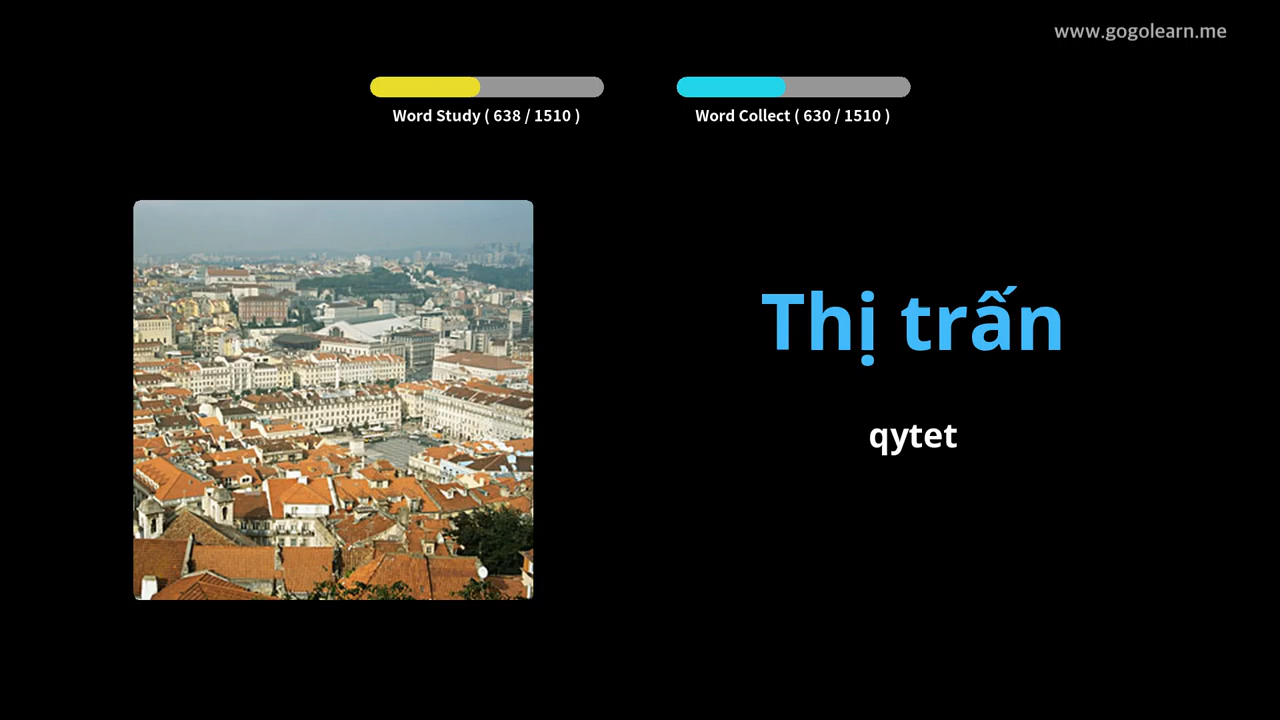 www.gogolearn.me
Word Study ( 638 / 1510 )
Word Collect ( 630 / 1510 )
Thị trấn
qytet